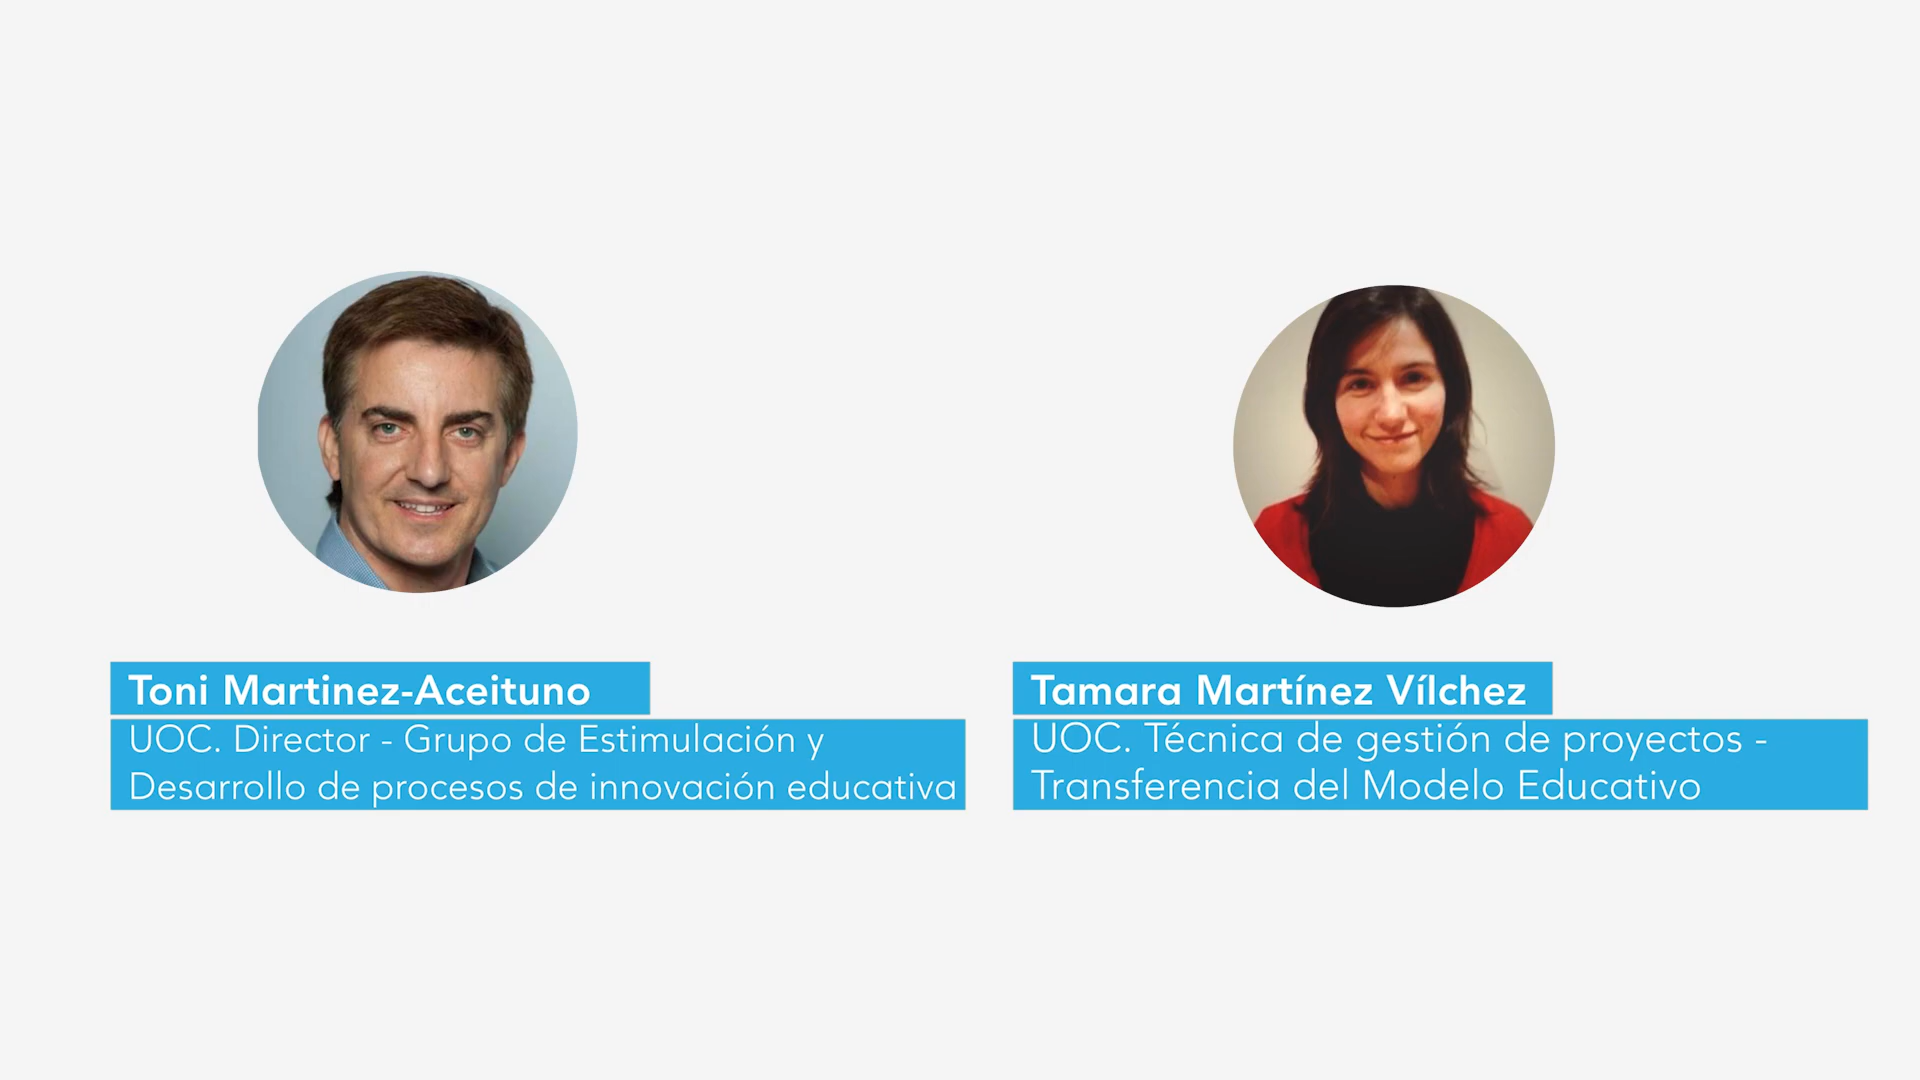 Toni Martinez-Aceituno
UOC. Director - Grupo de Estimulación y
Desarrollo de procesos de innovación educativa
Tamara Martínez Vílchez
UOC. Técnica de gestión de proyectos -
Transferencia del Modelo Educativo